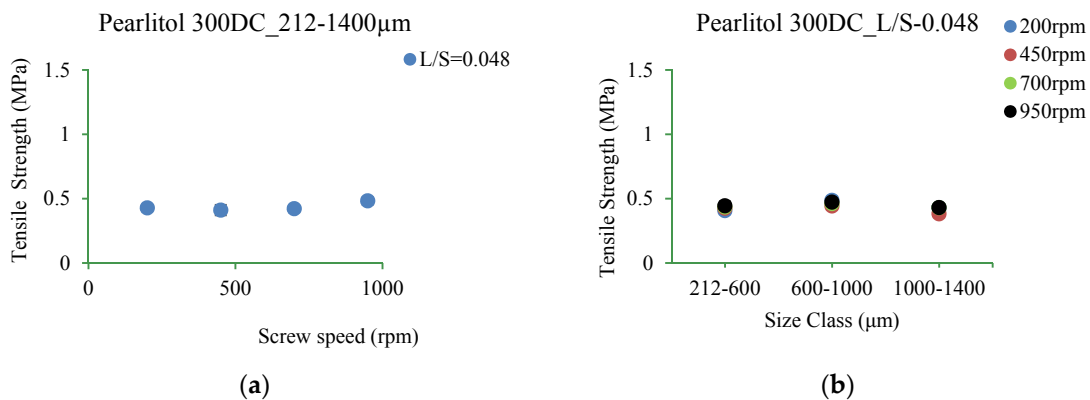 Pearlitol 300DC_212-1400µm
L/S=0.048
Tensile Strength (MPa)
1.5
1
0.5
0
0
500
1000
Screw speed (rpm)
(a)
Pearlitol 300DC_L/S-0.048
200rpm
450rpm
700rpm
950rpm
Tensile Strength (MPa)
1.5
1
0.5
0
212-600
600-1000
1000-1400
Size Class (µm)
(b)